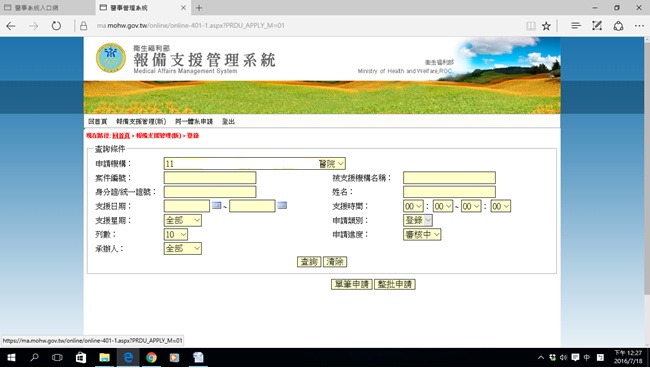 醫事系統入口網
醫事管理系統
ma.mohw.gov.tw/online/online-401-1.aspx?PRDU_APPLY_M=01
衛生福利部
報備支援管理系統
Medical Affairs Management System
衛生福利部
Ministry of Health and Welfare,ROC.
回首頁 報備支援管理(新) 同一體系申請 登出
現在路徑: 回首頁 > 報備支援管理(新) > 登錄
查詢條件
申請機構： 11 醫院
案件編號： 被支援機構名稱：
身分證/統一證號： 姓名：
支援日期： ~ 支援時間： 00 : 00 ~ 00 : 00
支援星期： 全部 申請類別： 登錄
列數： 10 申請進度： 審核中
承辦人： 全部
查詢 清除
單筆申請 整批申請
https://ma.mohw.gov.tw/online/online-401-1.aspx?PRDU_APPLY_M=01
中
下午 12:27
2016/7/18